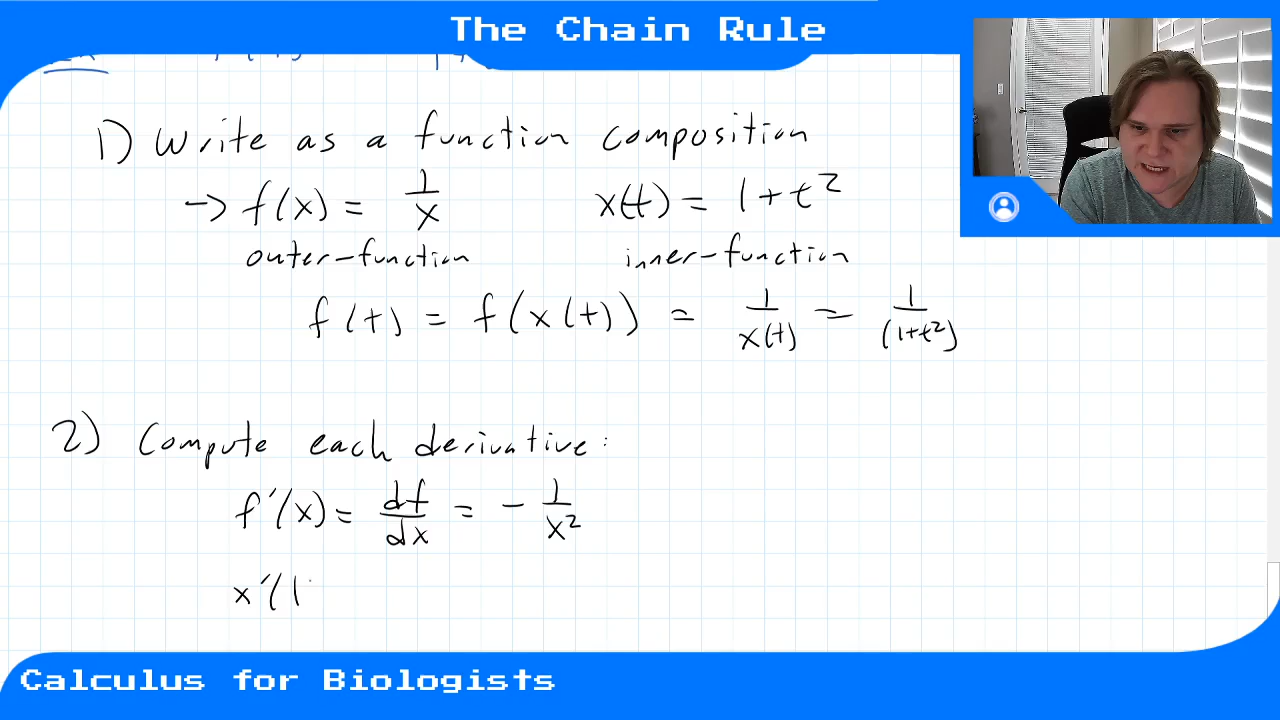 The Chain Rule
1) Write as a function composition
→ f(x) = 1/x x(t) = 1+t²
outer-function inner-function
f(t) = f(x(t)) = 1/x(t) = 1/(1+t²)
2) Compute each derivative:
f'(x) = df/dx = - 1/x²
x'(
Calculus for Biologists